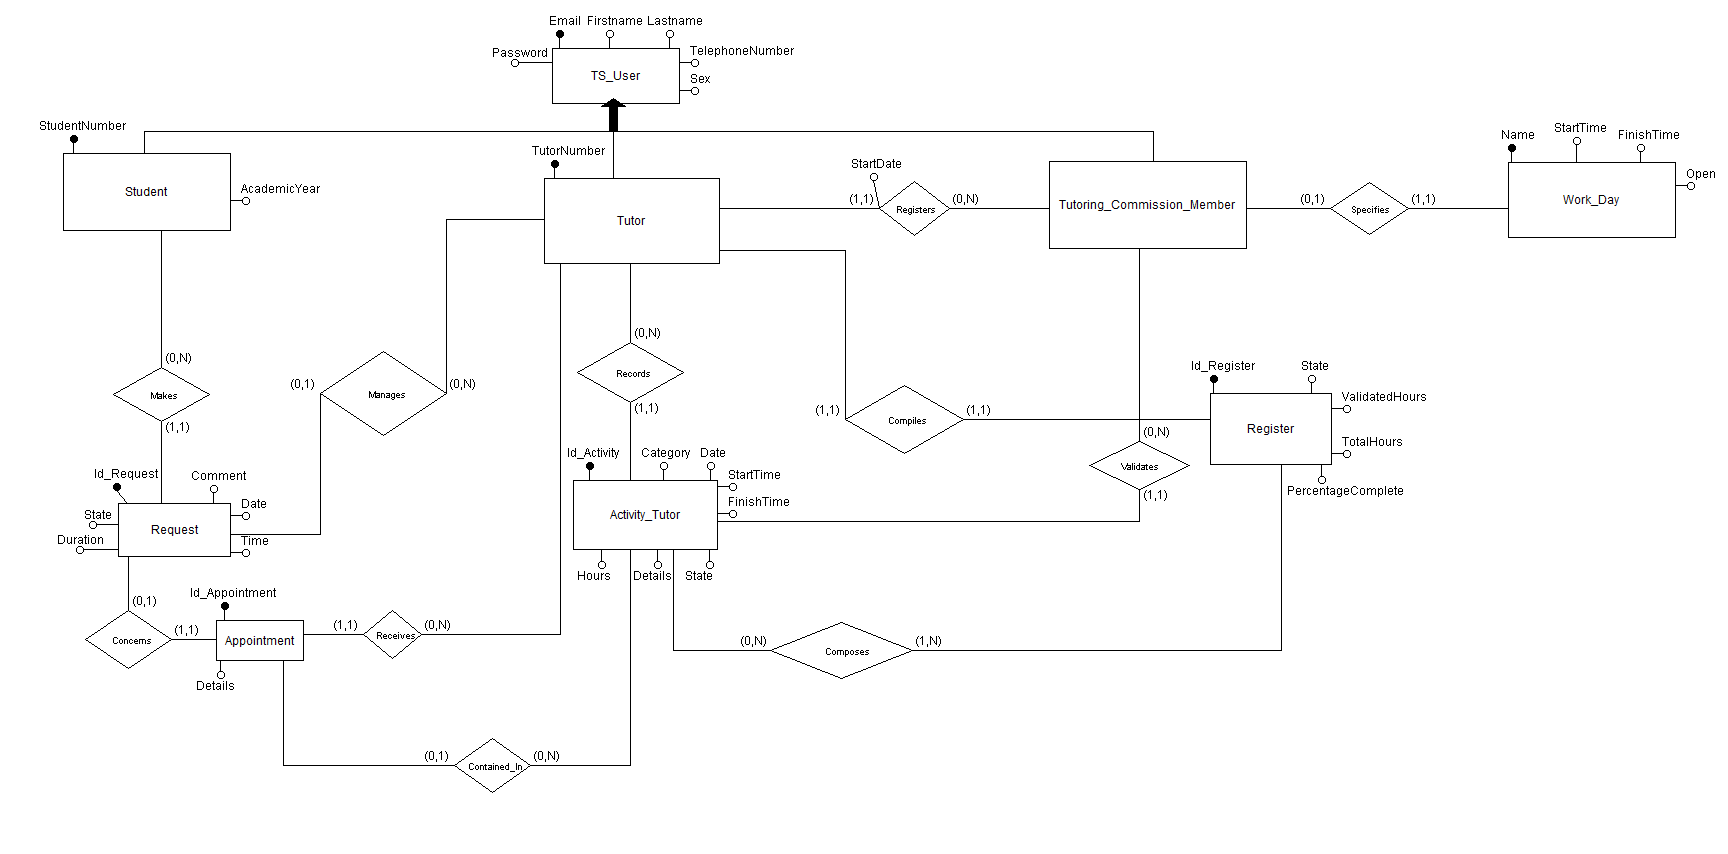 Email Firstname Lastname
Password
TelephoneNumber
TS_User
Sex
StudentNumber
Student
AcademicYear
TutorNumber
Tutor
StartDate
(1,1)
Registers
(0,N)
Tutoring_Commission_Member
(0,1)
Specifies
(1,1)
Name
StartTime
FinishTime
Open
Work_Day
(0,N)
Makes
(1,1)
(0,1)
Manages
(0,N)
(0,N)
Records
(1,1)
(1,1)
Compiles
(1,1)
Id_Register
State
ValidatedHours
Register
TotalHours
PercentageComplete
(0,N)
Validates
(1,1)
Id_Request
Comment
State
Date
Request
Duration
Time
Id_Activity
Category
Date
StartTime
FinishTime
Activity_Tutor
Hours
Details
State
(0,1)
Concerns
(1,1)
Id_Appointment
Appointment
Details
(1,1)
Receives
(0,N)
(0,N)
Composes
(1,N)
(0,1)
Contained_In
(0,N)